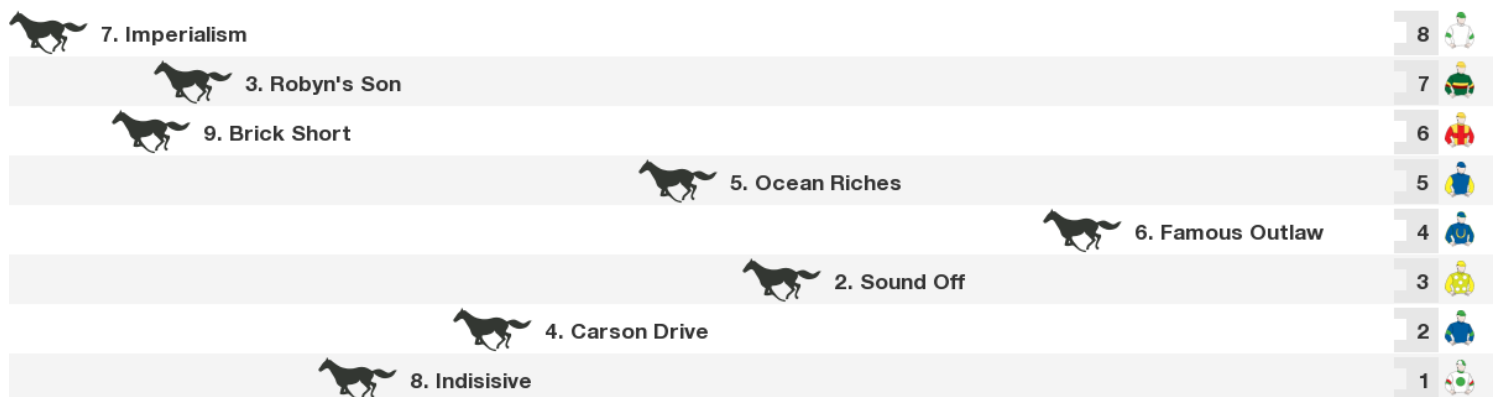 7. Imperialism 8
3. Robyn's Son 7
9. Brick Short 6
5. Ocean Riches 5
6. Famous Outlaw 4
2. Sound Off 3
4. Carson Drive 2
8. Indisisive 1